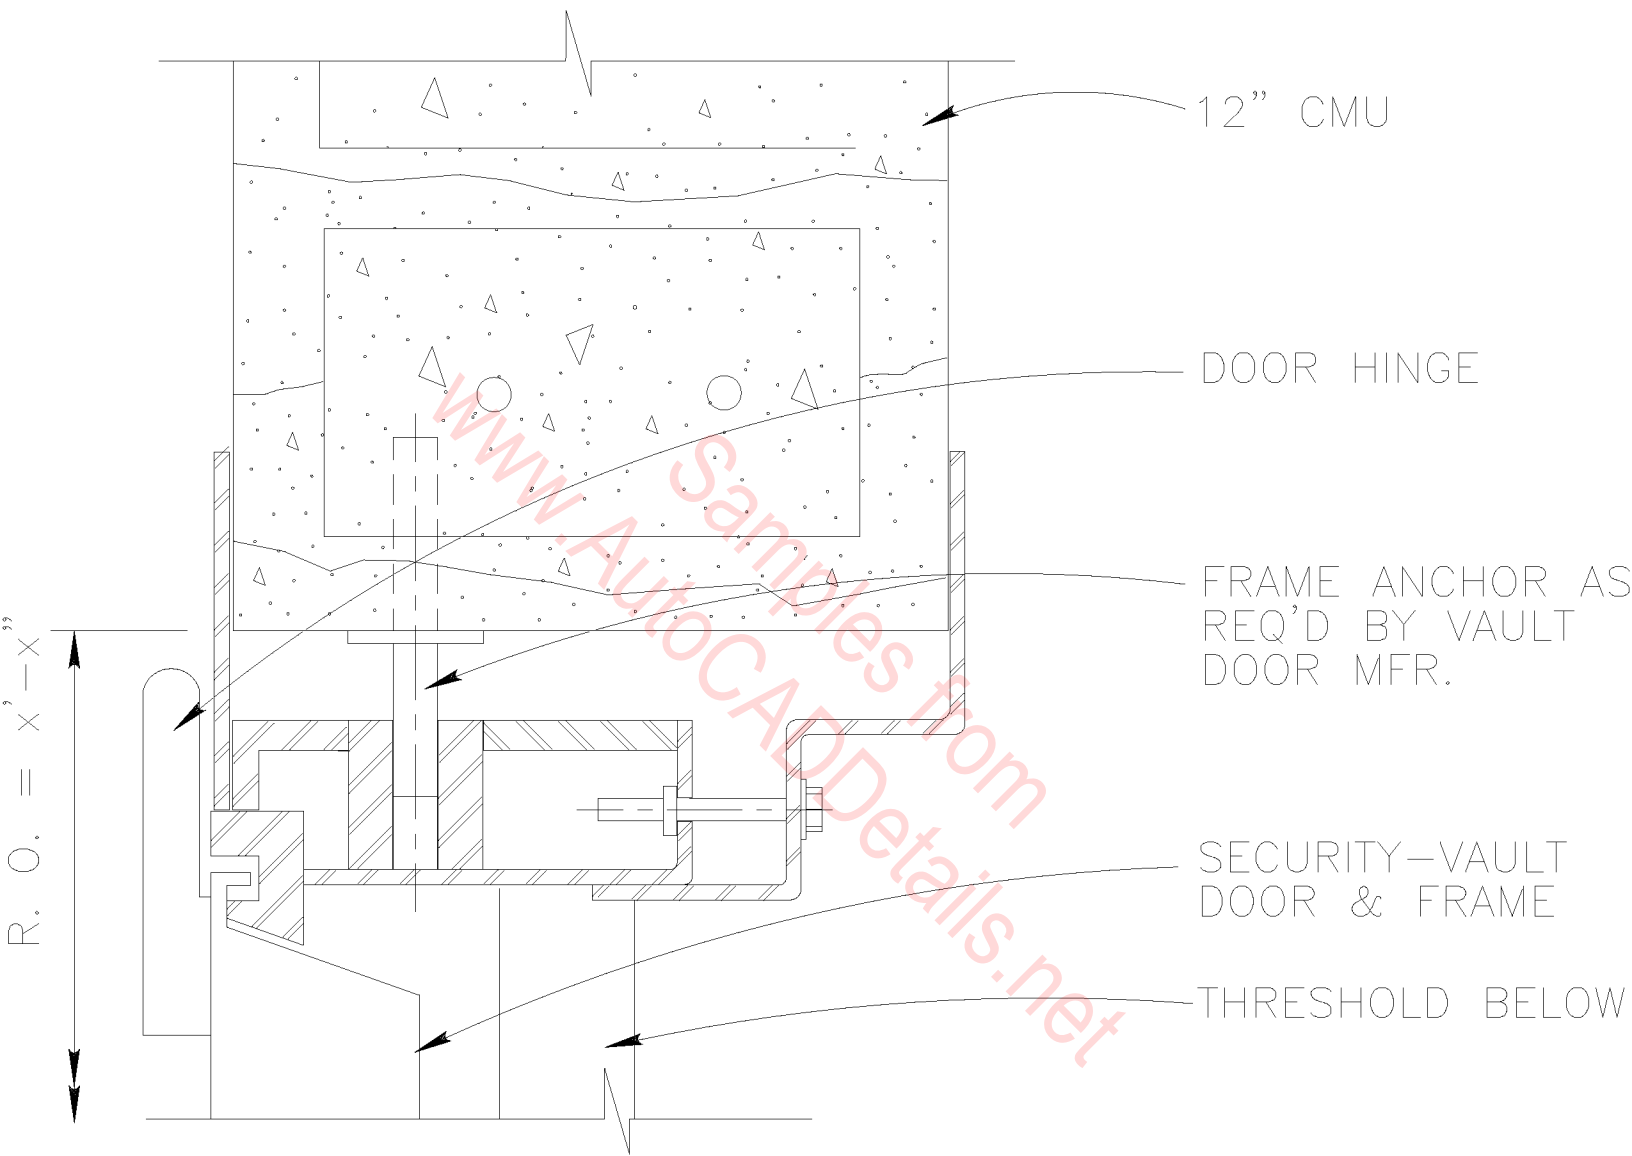 12” CMU
DOOR HINGE
FRAME ANCHOR AS
REQ'D BY VAULT
DOOR MFR.
SECURITY-VAULT
DOOR & FRAME
THRESHOLD BELOW
R. O. = x'-x”
Samples from
www.AutoCADDetails.net